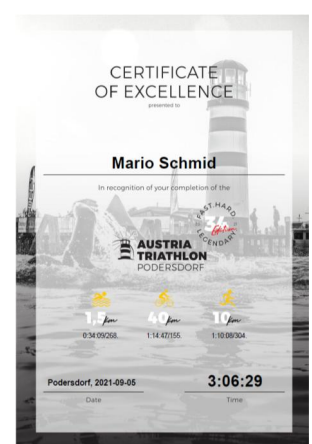 CERTIFICATE
OF EXCELLENCE
presented to
Mario Schmid
In recognition of your completion of the
FAST. HARD.
34
LEGENDARY
AUSTRIA
TRIATHLON
PODERSDORF
1,5km
40km
10km
0:34:09/268.
1:14:47/155.
1:10:08/304.
Podersdorf, 2021-09-05
3:06:29
Date
Time